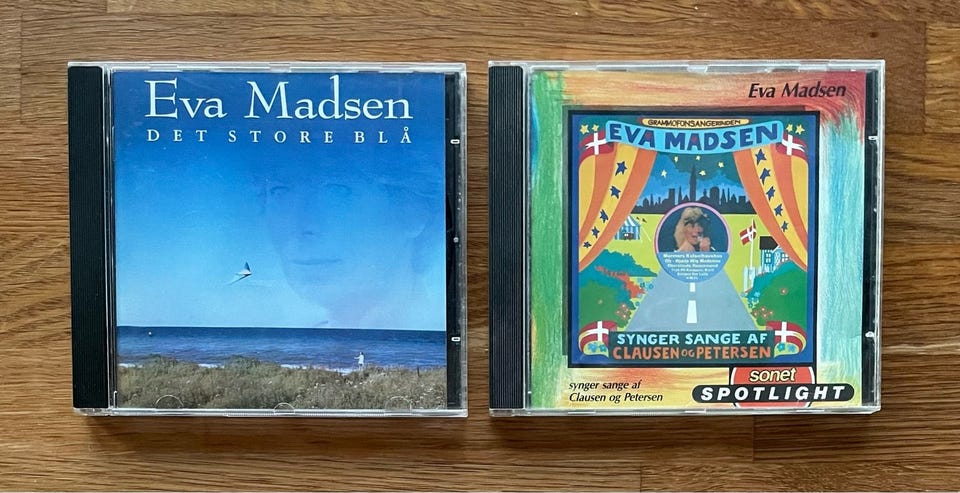 Eva Madsen
DET STORE BLÅ
Eva Madsen
GRAMMOFONSANGERINDEN
EVA MADSEN
SYNGER SANGE AF
CLAUSEN OG PETERSEN
synger sange af
Clausen og Petersen
sonet
SPOTLIGHT